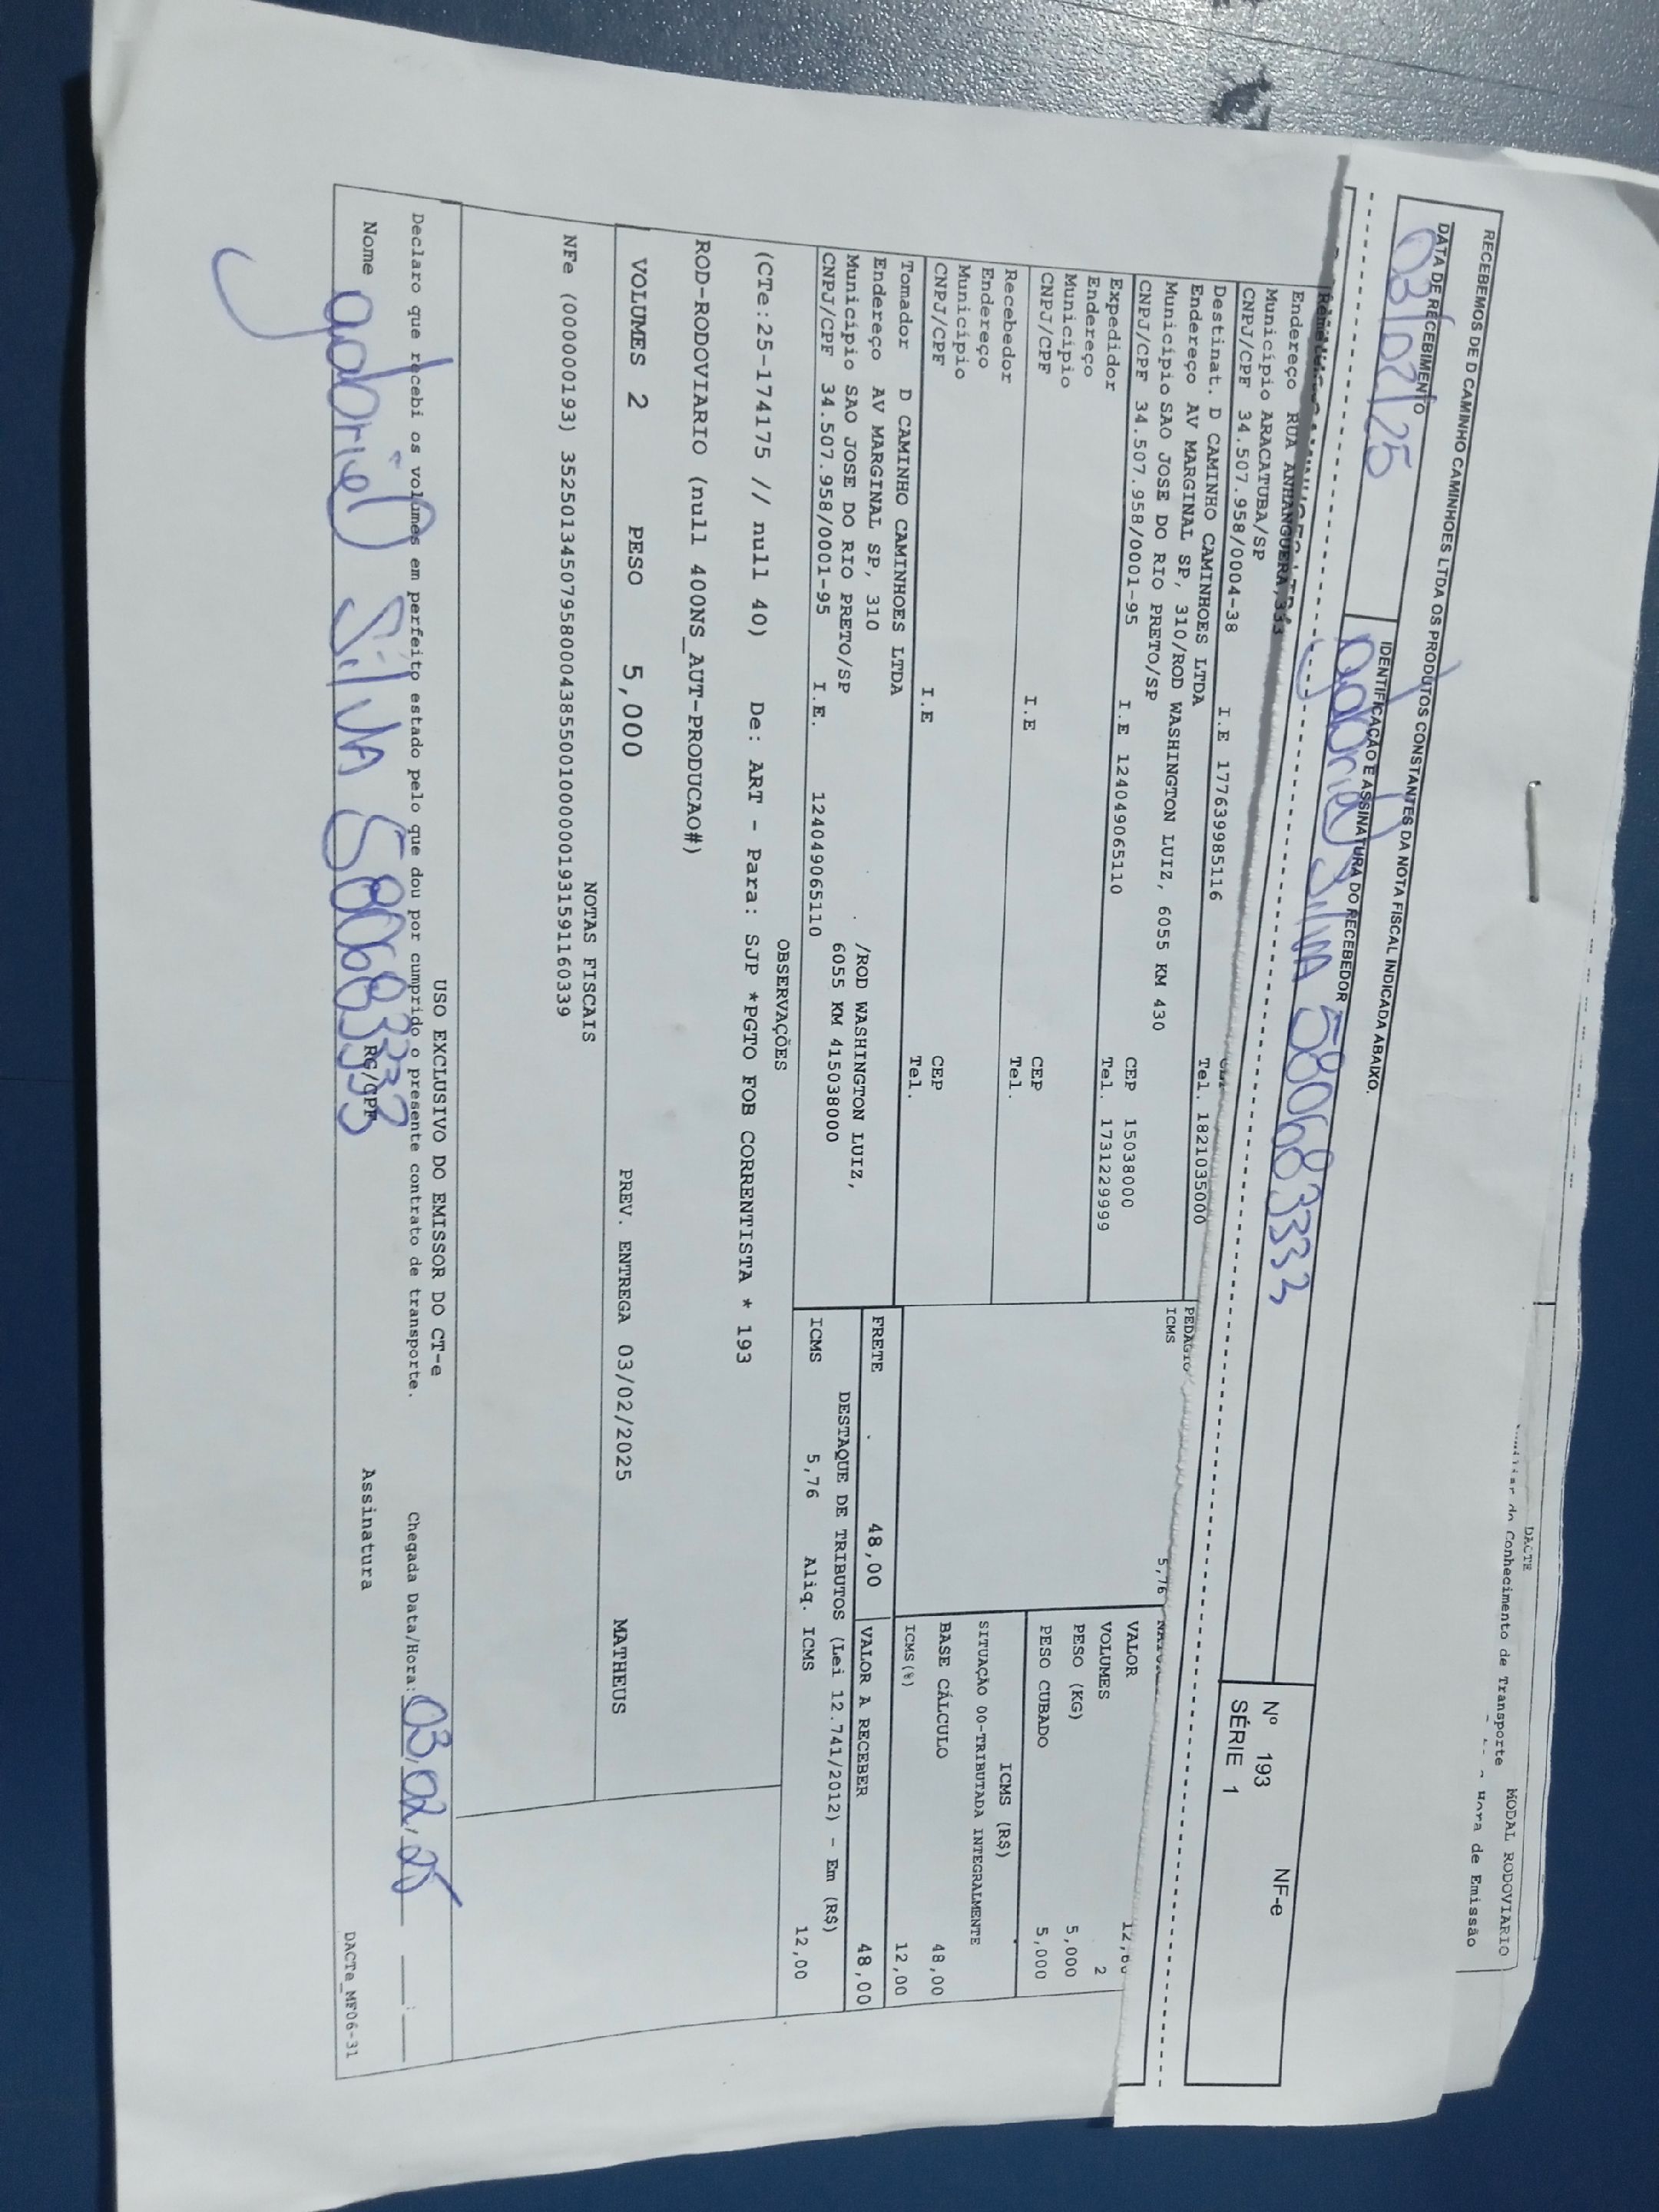 DACTE
do Conhecimento de Transporte MODAL RODOVIARIO
Hora de Emissão
RECEBEMOS DE D CAMINHO CAMINHOES LTDA OS PRODUTOS CONSTANTES DA NOTA FISCAL INDICADA ABAIXO.
DATA DE RECEBIMENTO
03/02/25
IDENTIFICAÇÃO E ASSINATURA DO RECEBEDOR
gabriel Silva 580683333
NF-e
Nº 193
SÉRIE 1
Endereço RUA ANHANGUERA, 333
Município ARACATUBA/SP
CNPJ/CPF 34.507.958/0004-38 I.E 177639985116 Tel. 1821035000
Destinat. D CAMINHO CAMINHOES LTDA
Endereço AV MARGINAL SP, 310/ROD WASHINGTON LUIZ, 6055 KM 430
Município SAO JOSE DO RIO PRETO/SP CEP 15038000
CNPJ/CPF 34.507.958/0001-95 I.E 124049065110 Tel. 1731229999
Expedidor
Endereço
Município CEP
CNPJ/CPF I.E Tel.
Recebedor
Endereço
Município CEP
CNPJ/CPF I.E Tel.
Tomador D CAMINHO CAMINHOES LTDA
Endereço AV MARGINAL SP, 310 /ROD WASHINGTON LUIZ,
Município SAO JOSE DO RIO PRETO/SP 6055 KM 415038000
CNPJ/CPF 34.507.958/0001-95 I.E. 124049065110
PEDAGIO
ICMS 5,76
VALOR
VOLUMES 2
PESO (KG) 5,000
PESO CUBADO 5,000
ICMS (R$)
SITUAÇÃO 00-TRIBUTADA INTEGRALMENTE
BASE CÁLCULO 48,00
ICMS(%) 12,00
FRETE 48,00 VALOR A RECEBER 48,00
DESTAQUE DE TRIBUTOS (Lei 12.741/2012) - Em (R$)
ICMS 5,76 Aliq. ICMS 12,00
OBSERVAÇÕES
(CTe:25-174175 // null 40) De: ART - Para: SJP *PGTO FOB CORRENTISTA * 193
ROD-RODOVIARIO (null 400NS_AUT-PRODUCAO#)
VOLUMES 2 PESO 5,000 PREV. ENTREGA 03/02/2025 MATHEUS
NOTAS FISCAIS
NFe (000000193) 35250134507958000438550010000001931591160339
USO EXCLUSIVO DO EMISSOR DO CT-e
Declaro que recebi os volumes em perfeito estado pelo que dou por cumprido o presente contrato de transporte. Chegada Data/Hora: 03/02/25
Nome gabriel Silva 580683333 RG/CPF Assinatura
DACTe_MF06-31